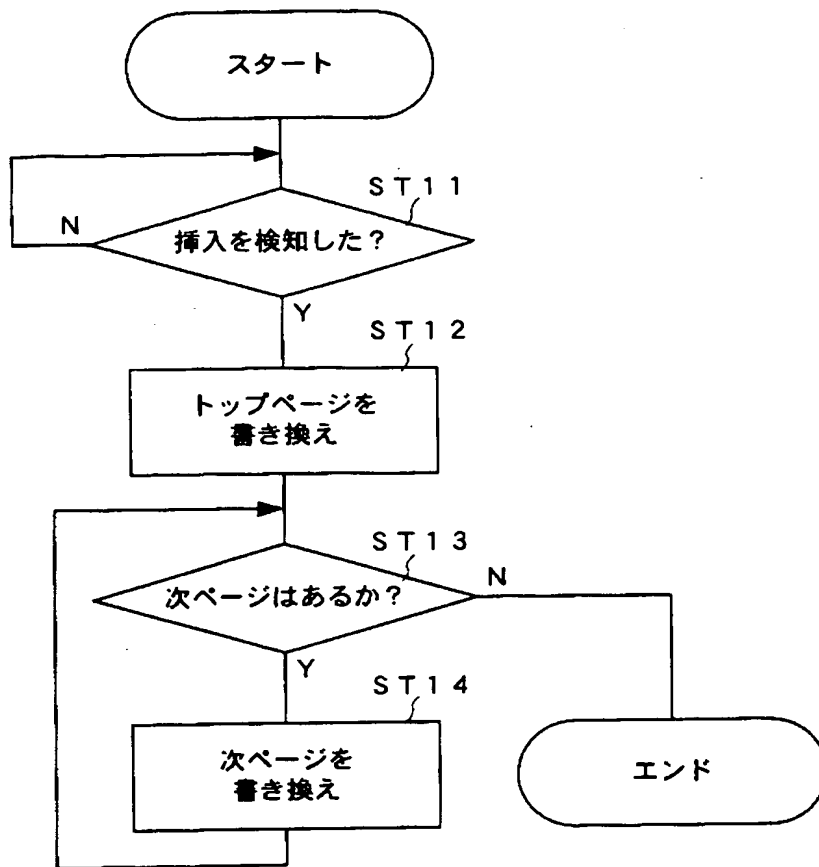 スタート
ST11
N
挿入を検知した?
Y
ST12
トップページを
書き換え
ST13
N
次ページはあるか?
Y
ST14
次ページを
書き換え
エンド